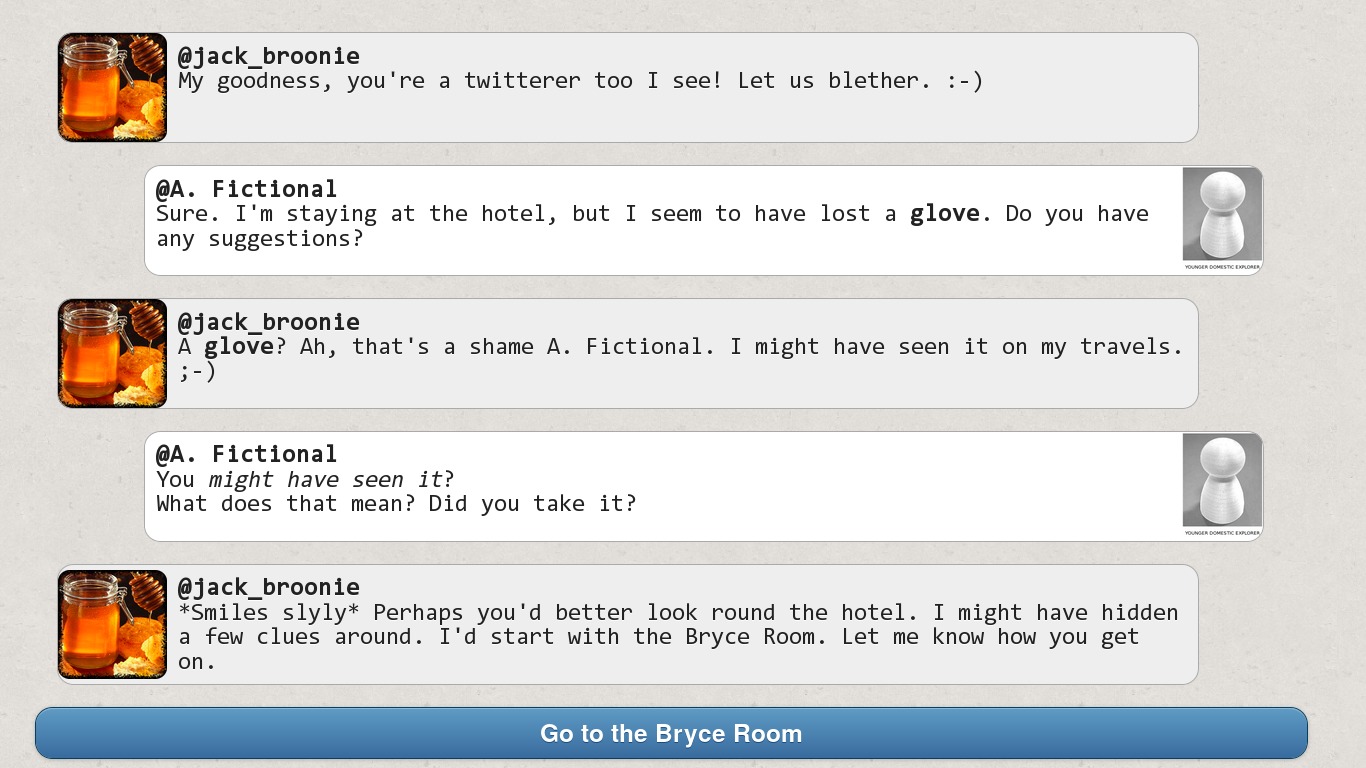 @jack_broonie
My goodness, you're a twitterer too I see! Let us blether. :-)
@A. Fictional
Sure. I'm staying at the hotel, but I seem to have lost a glove. Do you have
any suggestions?
YOUNGER DOMESTIC EXPLORER
@jack_broonie
A glove? Ah, that's a shame A. Fictional. I might have seen it on my travels.
;-)
@A. Fictional
You might have seen it?
What does that mean? Did you take it?
YOUNGER DOMESTIC EXPLORER
@jack_broonie
*Smiles slyly* Perhaps you'd better look round the hotel. I might have hidden
a few clues around. I'd start with the Bryce Room. Let me know how you get
on.
Go to the Bryce Room